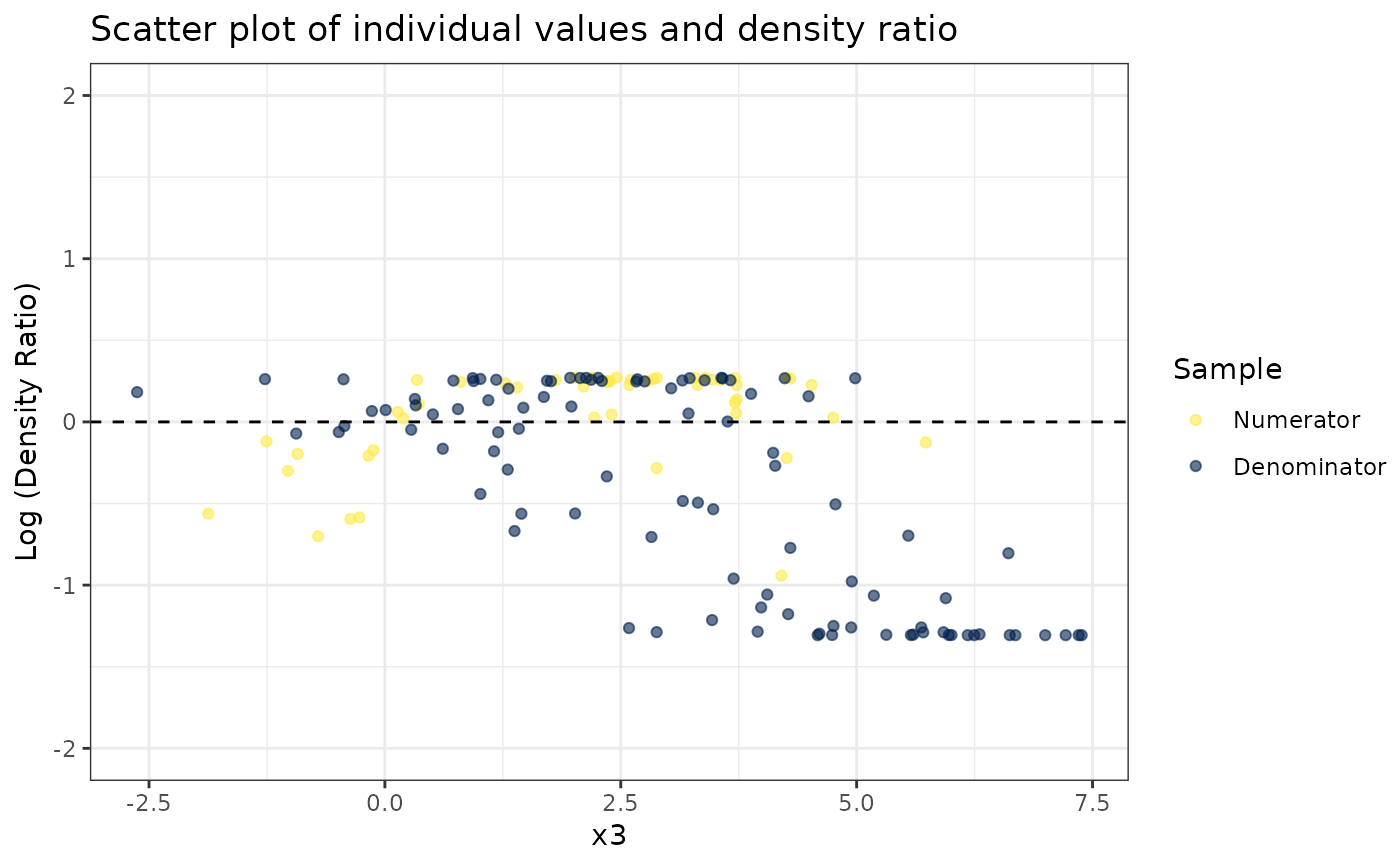 Scatter plot of individual values and density ratio
Log (Density Ratio)
2
1
0
-1
-2
-2.5 0.0 2.5 5.0 7.5
x3
Sample
Numerator
Denominator